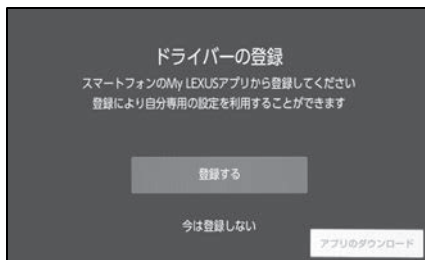 ドライバーの登録
スマートフォンのMy LEXUSアプリから登録してください
登録により自分専用の設定を利用することができます
登録する
今は登録しない
アプリのダウンロード